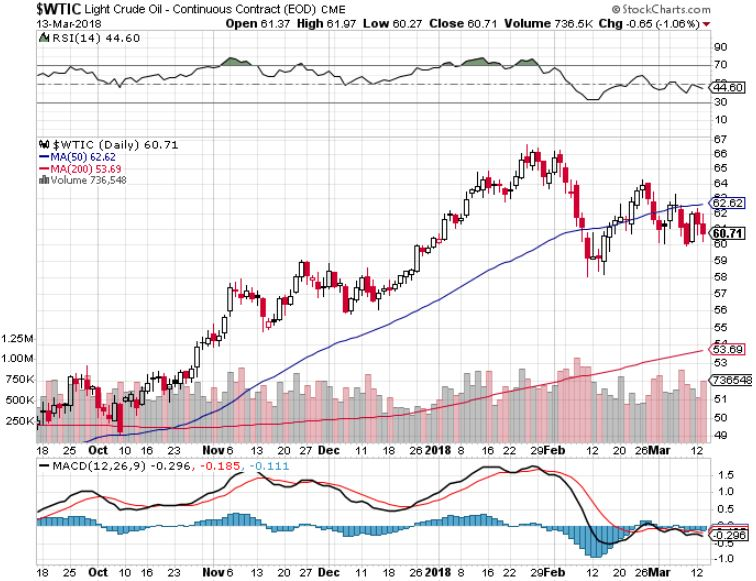 $WTIC Light Crude Oil - Continuous Contract (EOD) CME © StockCharts.com
13-Mar-2018 Open 61.37 High 61.97 Low 60.27 Close 60.71 Volume 736.5K Chg -0.65 (-1.06%)
RSI(14) 44.60
90
70
50
44.60
30
10
$WTIC (Daily) 60.71
MA(50) 62.62
MA(200) 53.69
Volume 736,548
67
66
65
64
62.62
62
60.71
60
59
58
57
56
55
54
53.69
53
736548
51
50
49
1.25M
1.00M
750K
500K
250K
18 25 Oct 9 16 23 Nov 6 13 20 27 Dec 11 18 26 2018 8 16 22 29 Feb 12 20 26 Mar 12
MACD(12,26,9) -0.296, -0.185, -0.111
1.5
1.0
0.5
0.0
-0.296
-0.5
-1.0
18 25 Oct 10 16 23 Nov 6 13 20 27 Dec 11 18 26 2018 8 16 22 29 Feb 12 20 26 Mar 12